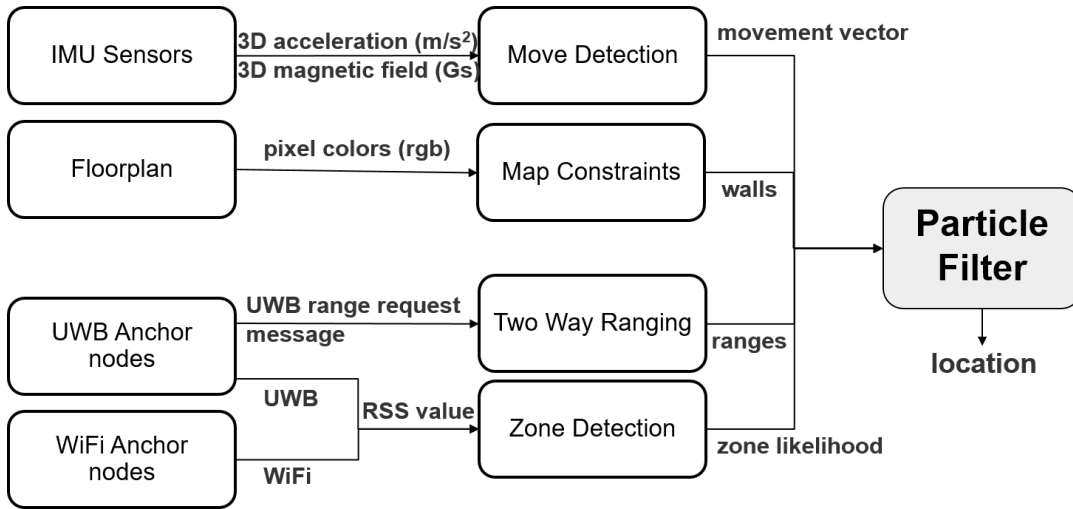 IMU Sensors
3D acceleration (m/s²)
3D magnetic field (Gs)
Move Detection
movement vector
Floorplan
pixel colors (rgb)
Map Constraints
walls
Particle
Filter
location
UWB Anchor
nodes
UWB range request
message
Two Way Ranging
ranges
UWB
RSS value
WiFi Anchor
nodes
WiFi
Zone Detection
zone likelihood